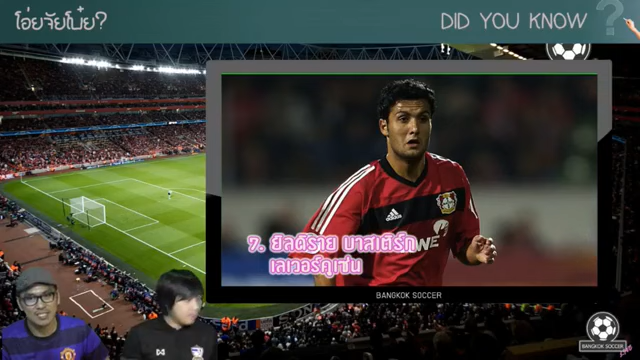 โอ่ยจัยโบ๋ย?
DID YOU KNOW
?
adidas
7. ยิลดิราย บาสเติร์ก
เลเวอร์คูเซ่น
BANGKOK SOCCER
BANGKOK SOCCER